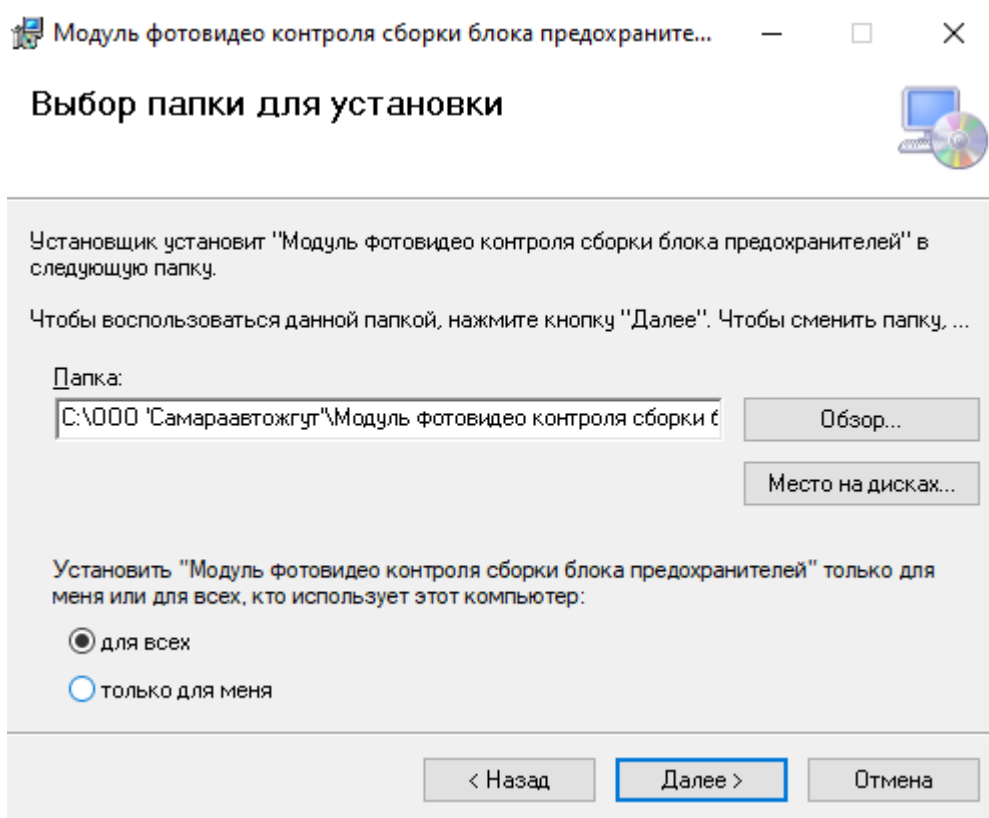 Модуль фотовидео контроля сборки блока предохраните...
Выбор папки для установки
Установщик установит "Модуль фотовидео контроля сборки блока предохранителей" в
следующую папку.
Чтобы воспользоваться данной папкой, нажмите кнопку "Далее". Чтобы сменить папку, ...
Папка:
C:\ООО 'Самараавтожгут'\Модуль фотовидео контроля сборки б
Обзор...
Место на дисках...
Установить "Модуль фотовидео контроля сборки блока предохранителей" только для
меня или для всех, кто использует этот компьютер:
для всех
только для меня
< Назад
Далее >
Отмена